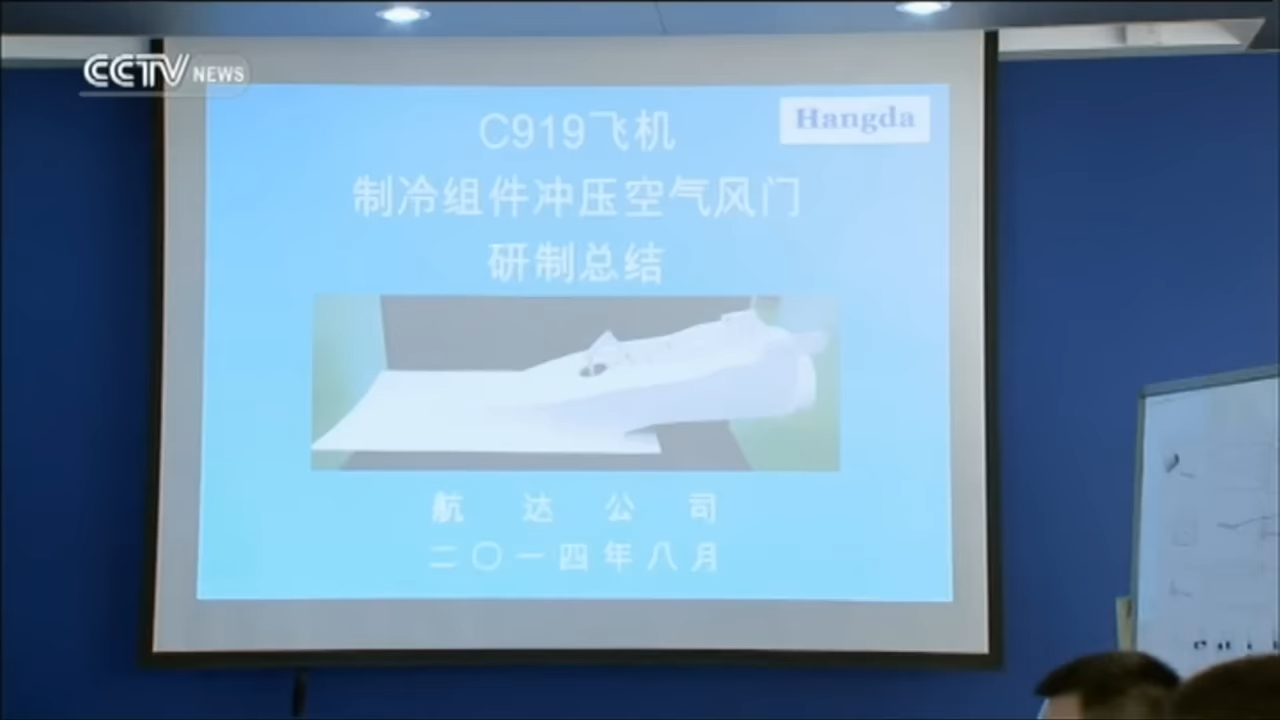 CCTV NEWS
Hangda
C919飞机
制冷组件冲压空气风门
研制总结
航达公司
二〇一四年八月